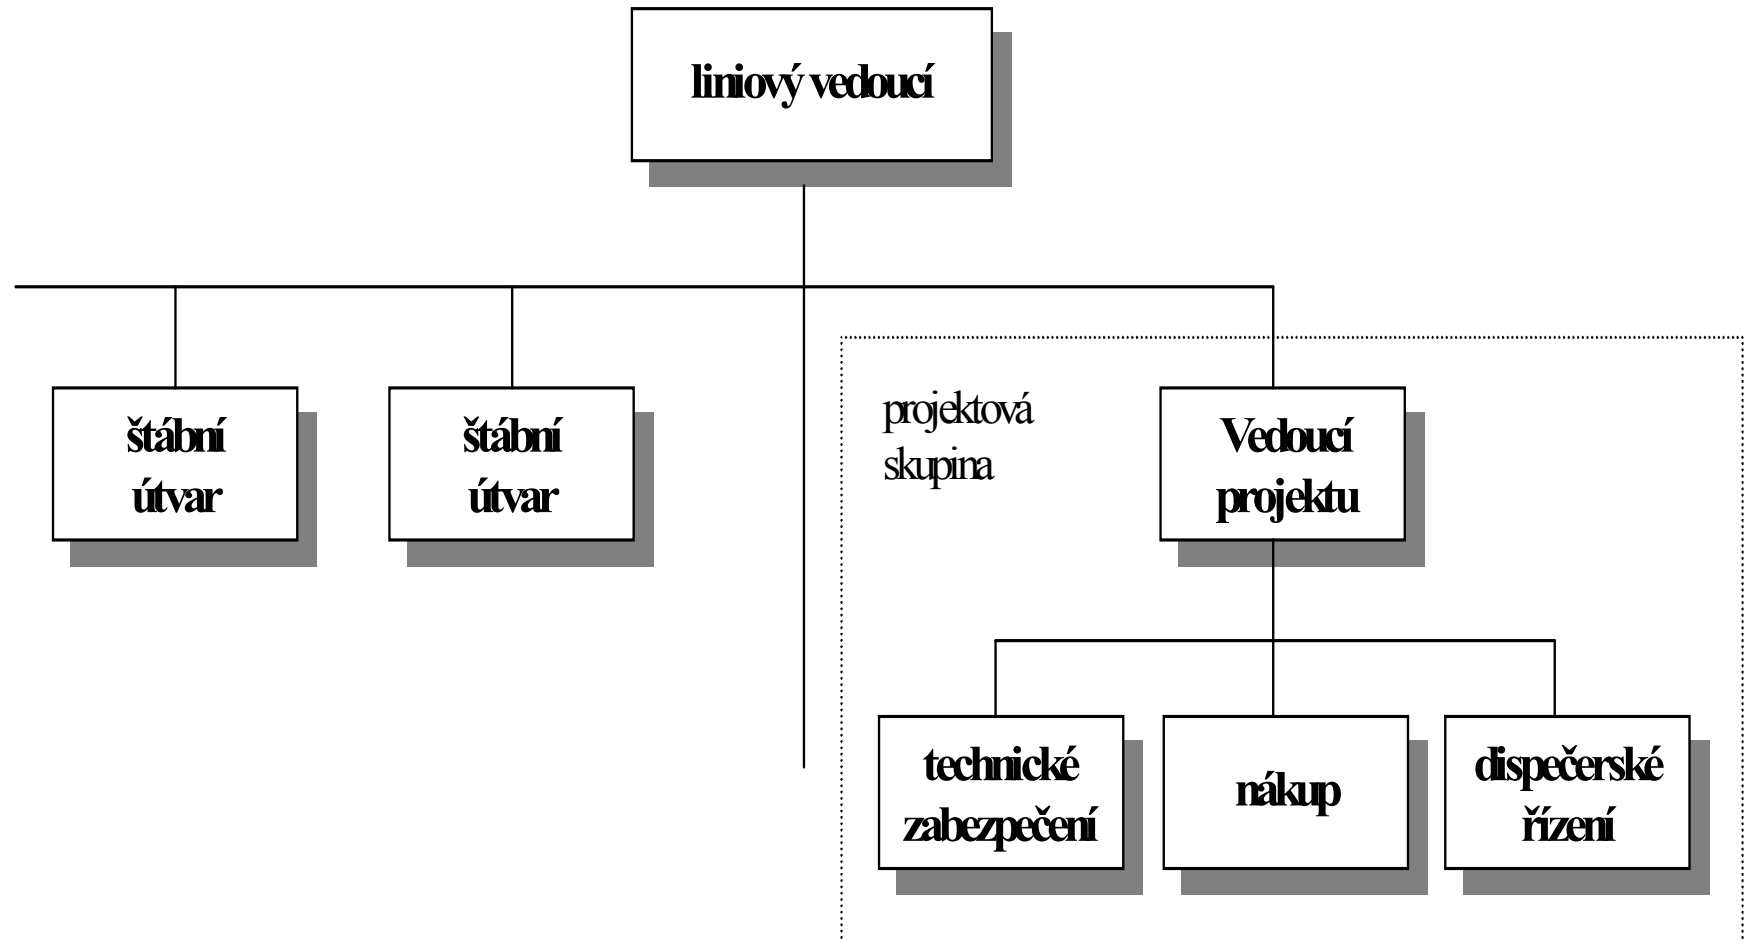 liniový vedoucí
štábní
útvar
štábní
útvar
projektová
skupina
Vedoucí
projektu
technické
zabezpečení
nákup
dispečerské
řízení